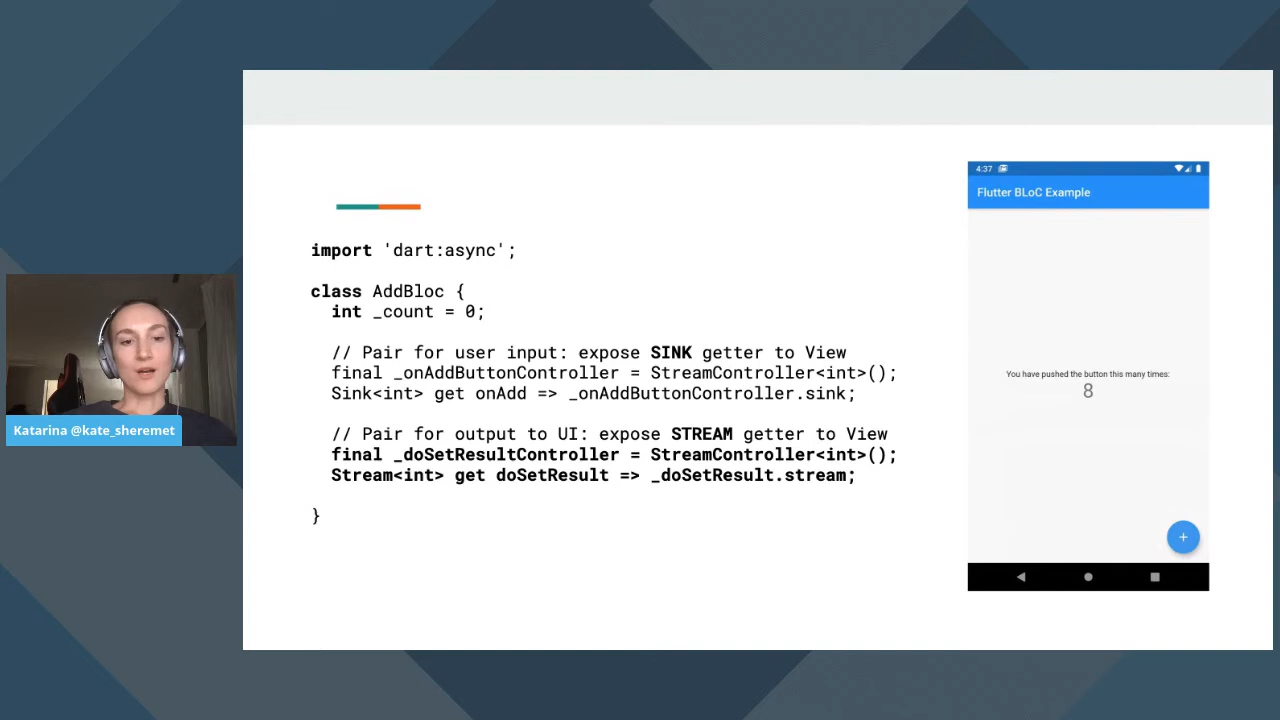 import 'dart:async';
class AddBloc {
int _count = 0;
// Pair for user input: expose SINK getter to View
final _onAddButtonController = StreamController<int>();
Sink<int> get onAdd => _onAddButtonController.sink;
// Pair for output to UI: expose STREAM getter to View
final _doSetResultController = StreamController<int>();
Stream<int> get doSetResult => _doSetResult.stream;
}
4:37
Flutter BLoC Example
You have pushed the button this many times:
8
+
Katarina @kate_sheremet